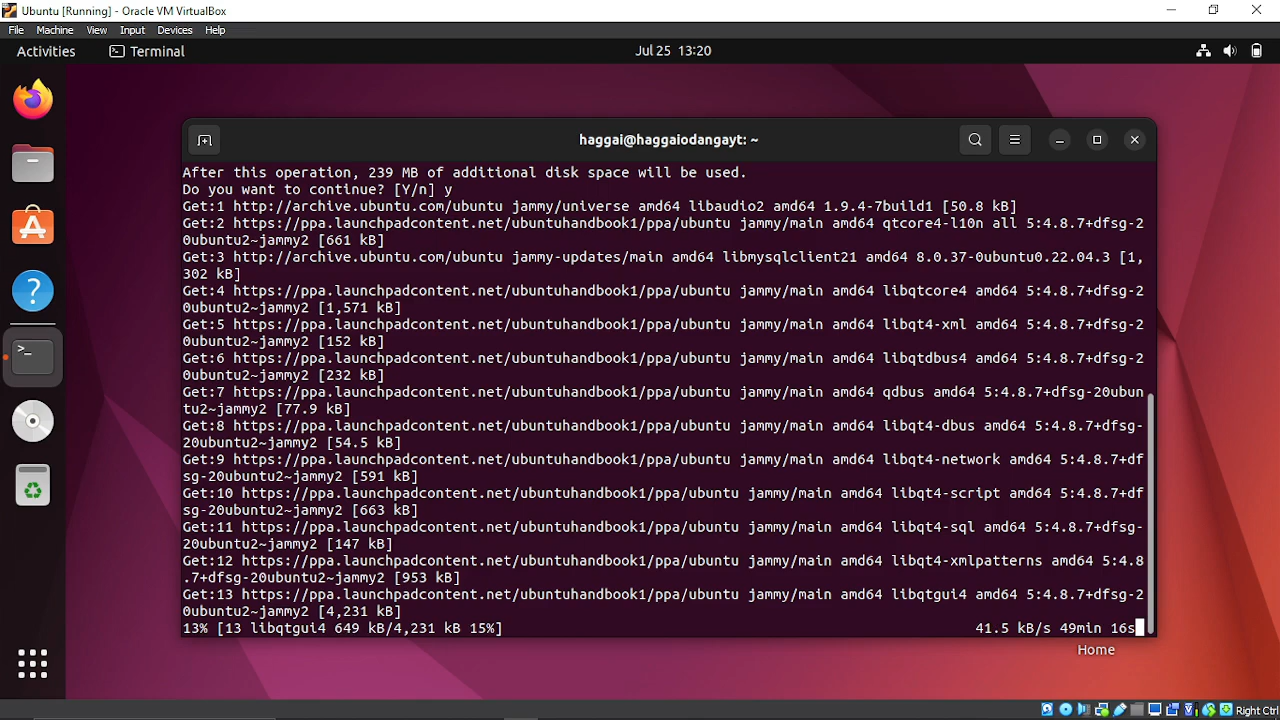 Ubuntu [Running] - Oracle VM VirtualBox
File Machine View Input Devices Help
Activities Terminal Jul 25 13:20
haggai@haggaiodangayt: ~
After this operation, 239 MB of additional disk space will be used.
Do you want to continue? [Y/n] y
Get:1 http://archive.ubuntu.com/ubuntu jammy/universe amd64 libaudio2 amd64 1.9.4-7build1 [50.8 kB]
Get:2 https://ppa.launchpadcontent.net/ubuntuhandbook1/ppa/ubuntu jammy/main amd64 qtcore4-l10n all 5:4.8.7+dfsg-2
0ubuntu2~jammy2 [661 kB]
Get:3 http://archive.ubuntu.com/ubuntu jammy-updates/main amd64 libmysqlclient21 amd64 8.0.37-0ubuntu0.22.04.3 [1,
302 kB]
Get:4 https://ppa.launchpadcontent.net/ubuntuhandbook1/ppa/ubuntu jammy/main amd64 libqtcore4 amd64 5:4.8.7+dfsg-2
0ubuntu2~jammy2 [1,571 kB]
Get:5 https://ppa.launchpadcontent.net/ubuntuhandbook1/ppa/ubuntu jammy/main amd64 libqt4-xml amd64 5:4.8.7+dfsg-2
0ubuntu2~jammy2 [152 kB]
Get:6 https://ppa.launchpadcontent.net/ubuntuhandbook1/ppa/ubuntu jammy/main amd64 libqtdbus4 amd64 5:4.8.7+dfsg-2
0ubuntu2~jammy2 [232 kB]
Get:7 https://ppa.launchpadcontent.net/ubuntuhandbook1/ppa/ubuntu jammy/main amd64 qdbus amd64 5:4.8.7+dfsg-20ubun
tu2~jammy2 [77.9 kB]
Get:8 https://ppa.launchpadcontent.net/ubuntuhandbook1/ppa/ubuntu jammy/main amd64 libqt4-dbus amd64 5:4.8.7+dfsg-
20ubuntu2~jammy2 [54.5 kB]
Get:9 https://ppa.launchpadcontent.net/ubuntuhandbook1/ppa/ubuntu jammy/main amd64 libqt4-network amd64 5:4.8.7+df
sg-20ubuntu2~jammy2 [591 kB]
Get:10 https://ppa.launchpadcontent.net/ubuntuhandbook1/ppa/ubuntu jammy/main amd64 libqt4-script amd64 5:4.8.7+df
sg-20ubuntu2~jammy2 [663 kB]
Get:11 https://ppa.launchpadcontent.net/ubuntuhandbook1/ppa/ubuntu jammy/main amd64 libqt4-sql amd64 5:4.8.7+dfsg-
20ubuntu2~jammy2 [147 kB]
Get:12 https://ppa.launchpadcontent.net/ubuntuhandbook1/ppa/ubuntu jammy/main amd64 libqt4-xmlpatterns amd64 5:4.8
.7+dfsg-20ubuntu2~jammy2 [953 kB]
Get:13 https://ppa.launchpadcontent.net/ubuntuhandbook1/ppa/ubuntu jammy/main amd64 libqtgui4 amd64 5:4.8.7+dfsg-2
0ubuntu2~jammy2 [4,231 kB]
13% [13 libqtgui4 649 kB/4,231 kB 15%] 41.5 kB/s 49min 16s
Home
Right Ctrl